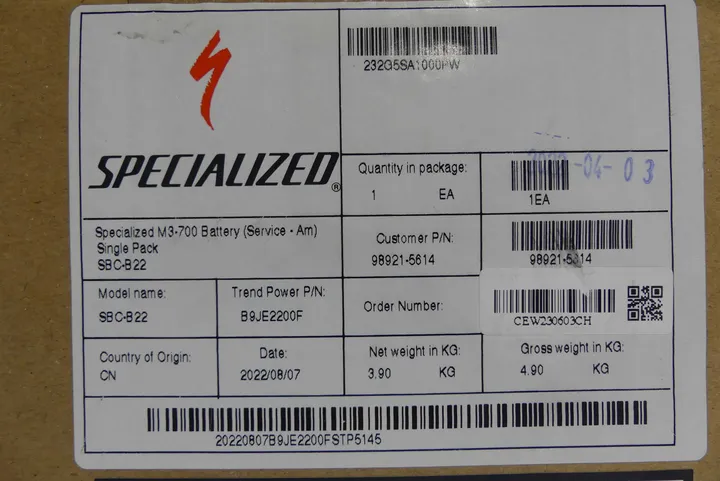 232G5SA1000PW
SPECIALIZED®
Quantity in package:
1 EA
-04- 03
1EA
Specialized M3-700 Battery (Service - Am)
Single Pack
SBC-B22
Customer P/N:
98921-5614
98921-5614
Model name:
SBC-B22
Trend Power P/N:
B9JE2200F
Order Number:
CEW230603CH
Country of Origin:
CN
Date:
2022/08/07
Net weight in KG:
3.90 KG
Gross weight in KG:
4.90 KG
20220807B9JE2200FSTP5145